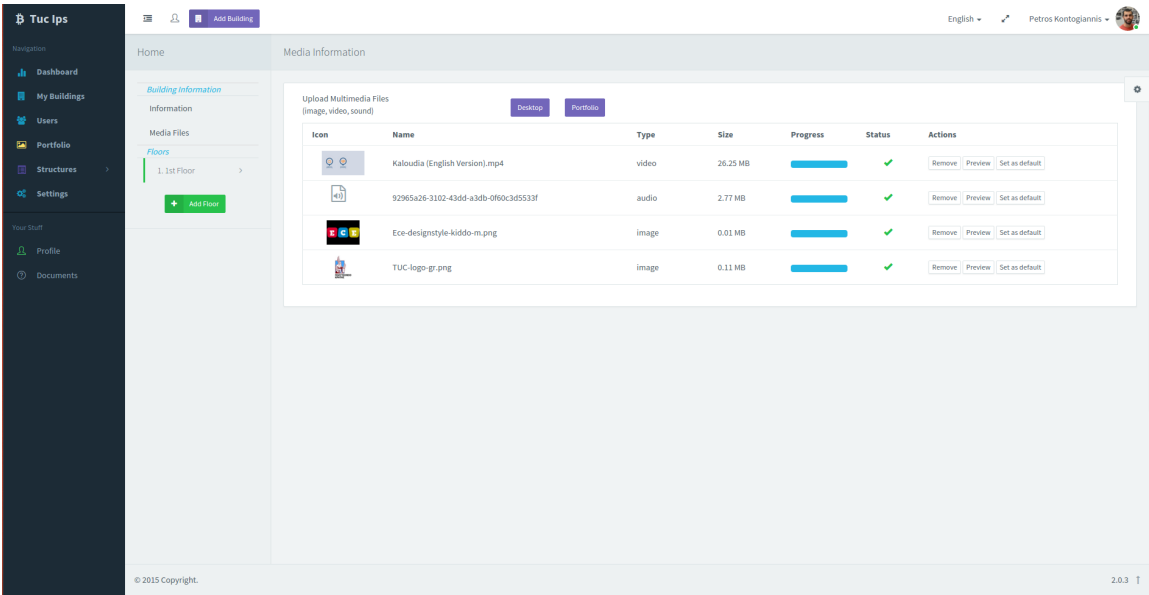 Tuc Ips
Add Building
English
Petros Kontogiannis
Navigation
Dashboard
My Buildings
Users
Portfolio
Structures
Settings
Your Stuff
Profile
Documents
Home
Building Information
Information
Media Files
Floors
1. 1st Floor
Add Floor
Media Information
Upload Multimedia Files
(image, video, sound)
Desktop Portfolio
Icon Name Type Size Progress Status Actions
Kaloudia (English Version).mp4 video 26.25 MB Remove Preview Set as default
92965a26-3102-43dd-a3db-0f60c3d5533f audio 2.77 MB Remove Preview Set as default
E C E Ece-designstyle-kiddo-m.png image 0.01 MB Remove Preview Set as default
TUC-logo-gr.png image 0.11 MB Remove Preview Set as default
© 2015 Copyright. 2.0.3